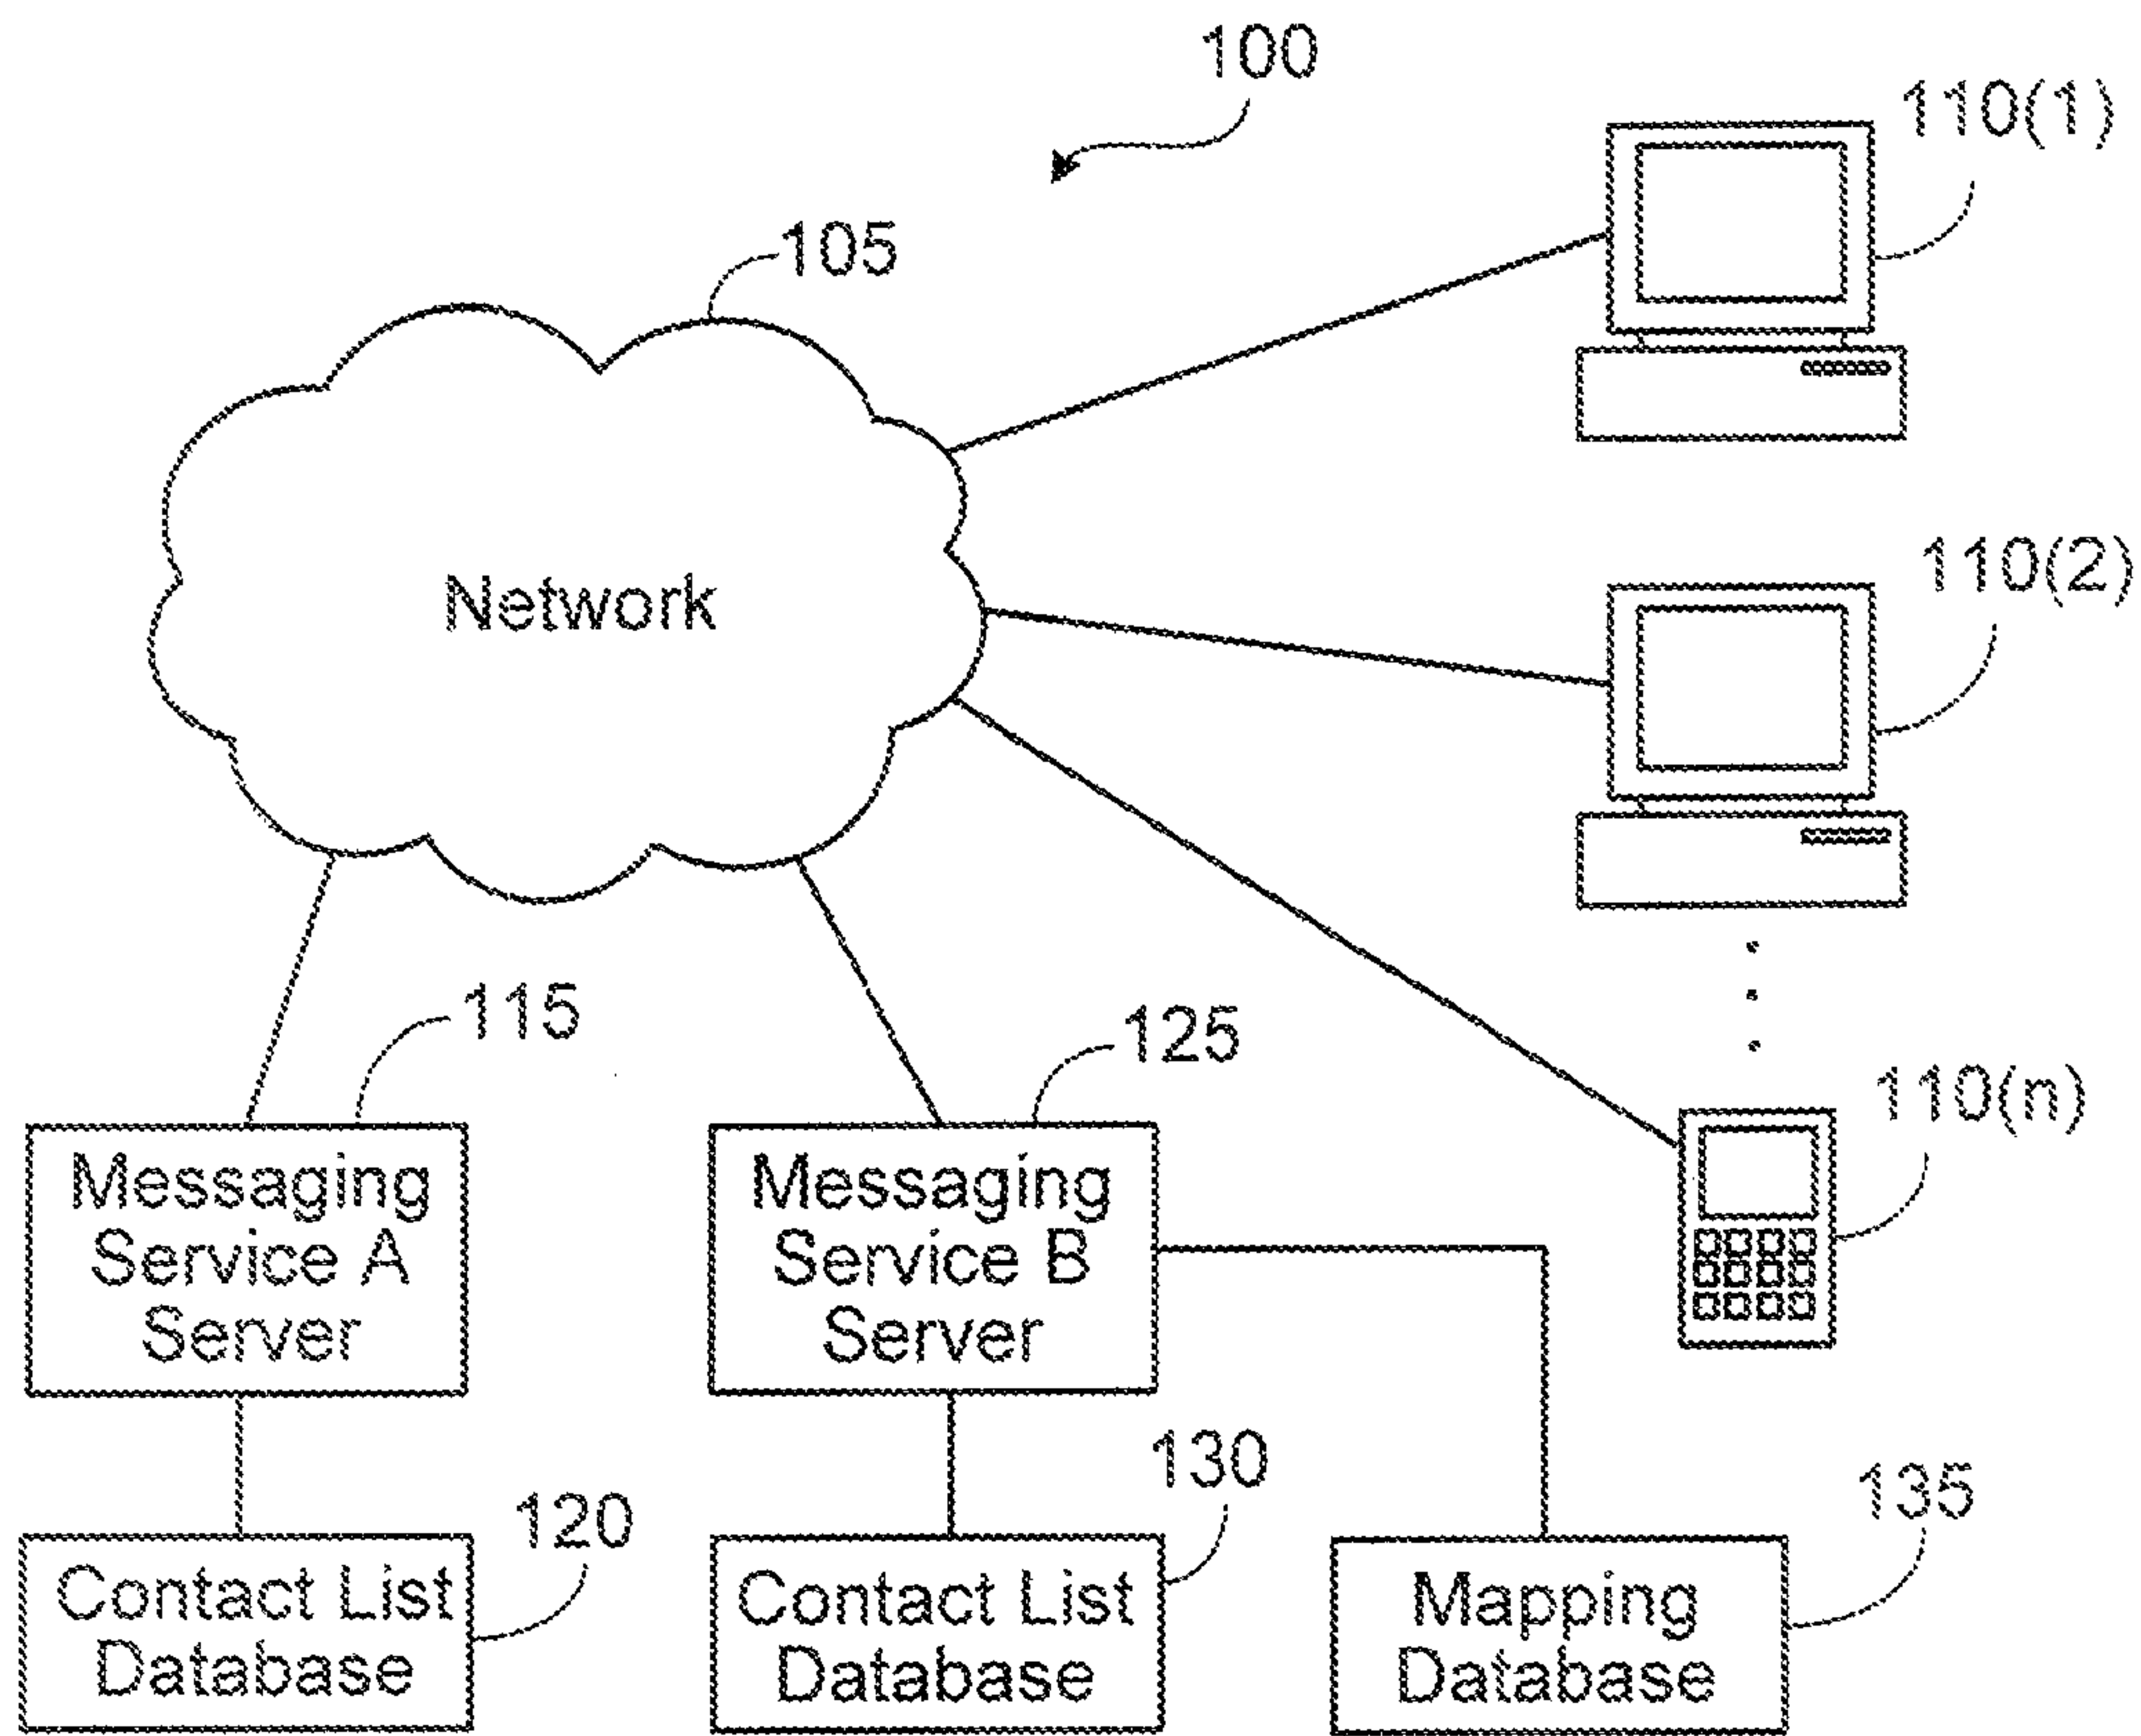 100
110(1)
105
Network
110(2)
115
125
110(n)
Messaging
Service A
Server
Messaging
Service B
Server
120
130
135
Contact List
Database
Contact List
Database
Mapping
Database